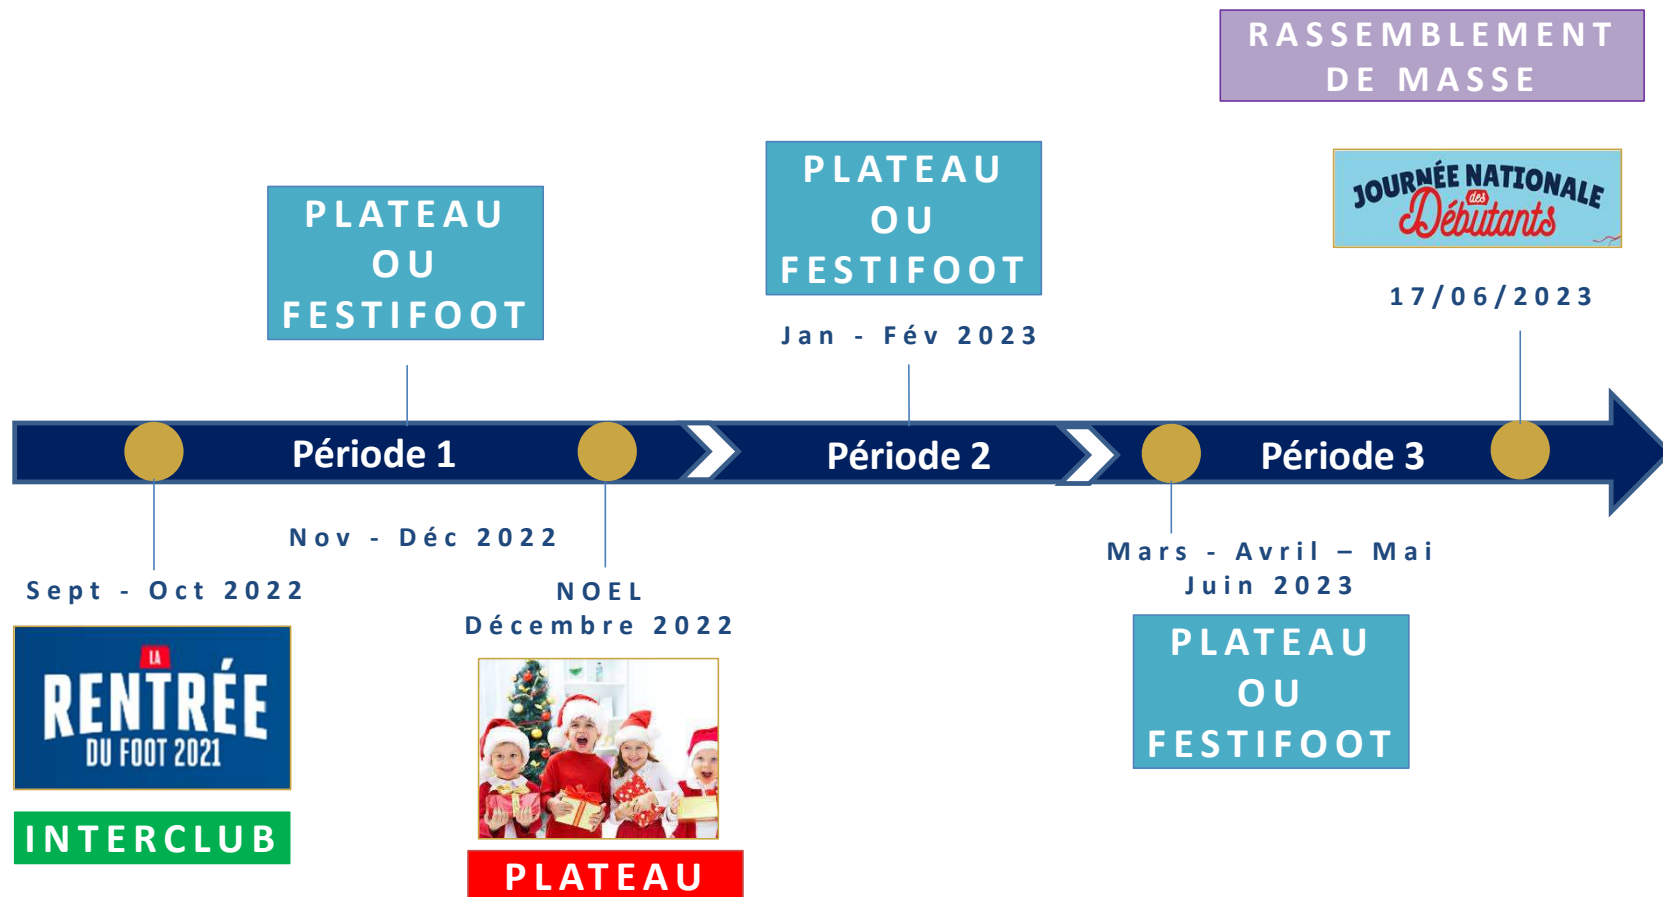 RASSEMBLEMENT
DE MASSE
JOURNÉE NATIONALE
des
Débutants
17/06/2023
PLATEAU
OU
FESTIFOOT
PLATEAU
OU
FESTIFOOT
Jan - Fév 2023
Période 1
Période 2
Période 3
Nov - Déc 2022
Sept - Oct 2022
NOEL
Décembre 2022
Mars - Avril – Mai
Juin 2023
LA
RENTRÉE
DU FOOT 2021
INTERCLUB
PLATEAU
PLATEAU
OU
FESTIFOOT